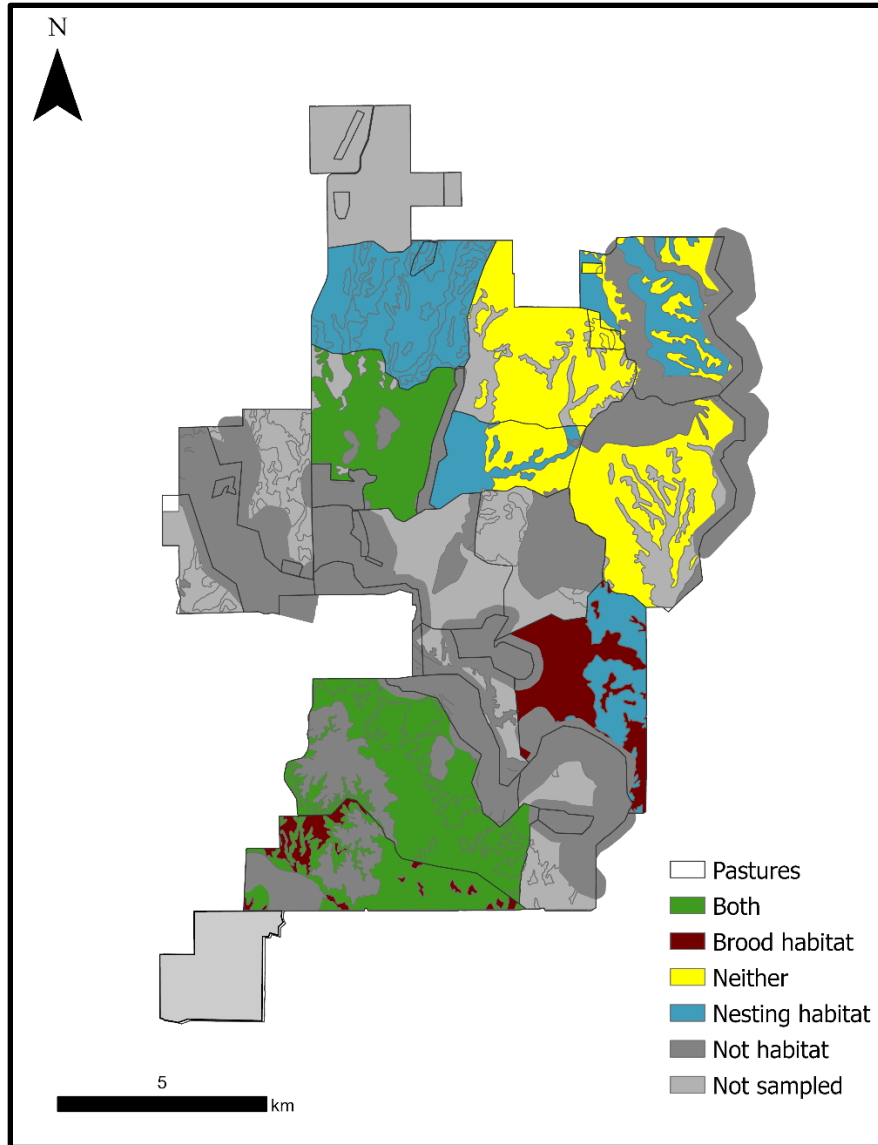 N
Pastures
Both
Brood habitat
Neither
Nesting habitat
Not habitat
Not sampled
5
km